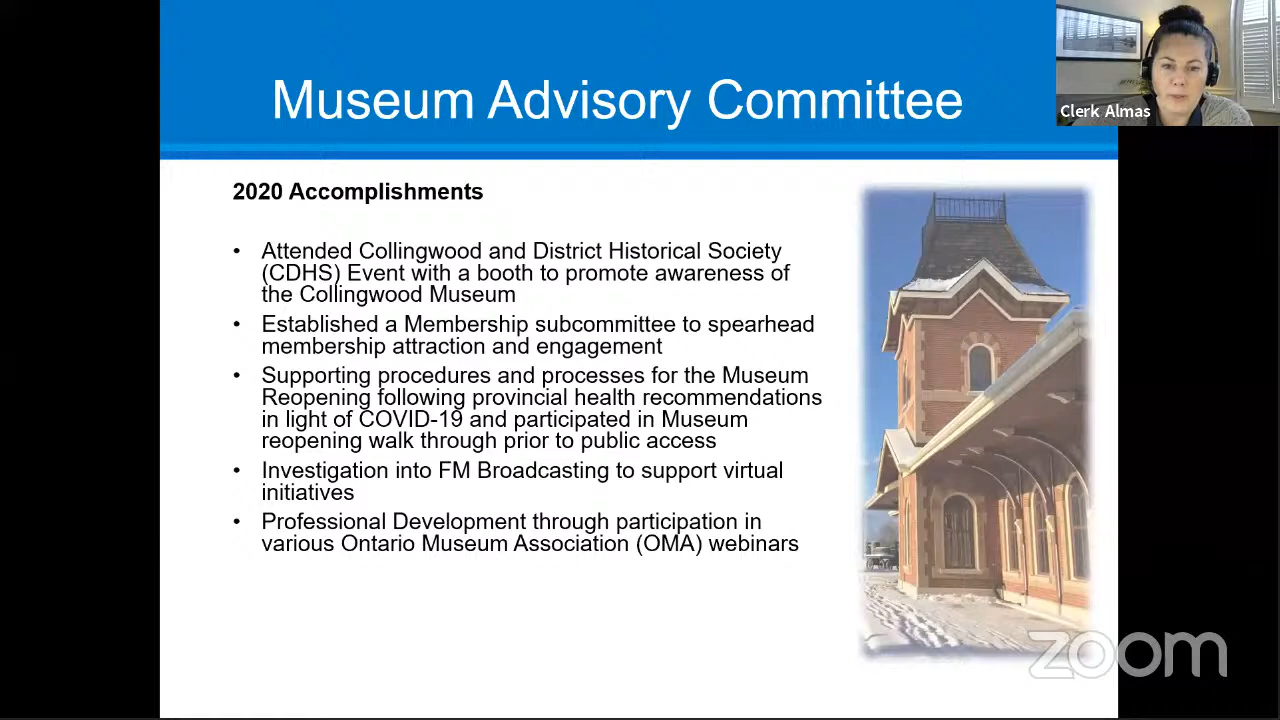 Museum Advisory Committee
Clerk Almas
2020 Accomplishments
• Attended Collingwood and District Historical Society
(CDHS) Event with a booth to promote awareness of
the Collingwood Museum
• Established a Membership subcommittee to spearhead
membership attraction and engagement
• Supporting procedures and processes for the Museum
Reopening following provincial health recommendations
in light of COVID-19 and participated in Museum
reopening walk through prior to public access
• Investigation into FM Broadcasting to support virtual
initiatives
• Professional Development through participation in
various Ontario Museum Association (OMA) webinars
zoom